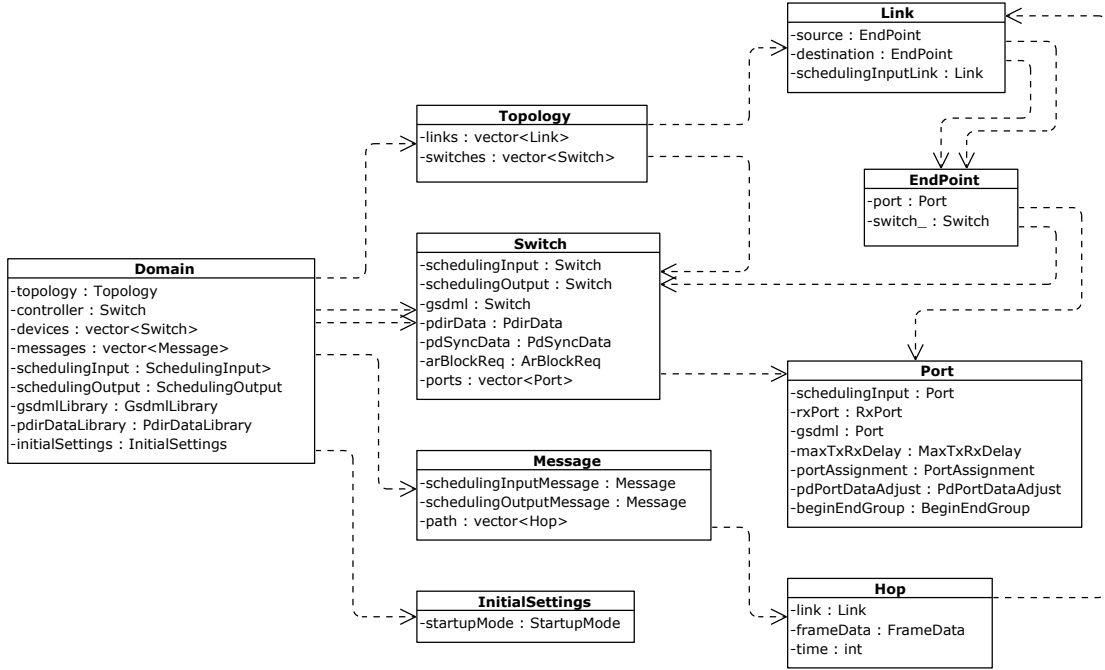 Link
-source : EndPoint
-destination : EndPoint
-schedulingInputLink : Link
Topology
-links : vector<Link>
-switches : vector<Switch>
EndPoint
-port : Port
-switch_ : Switch
Switch
-schedulingInput : Switch
-schedulingOutput : Switch
-gsdml : Switch
-pdirData : PdirData
-pdSyncData : PdSyncData
-arBlockReq : ArBlockReq
-ports : vector<Port>
Domain
-topology : Topology
-controller : Switch
-devices : vector<Switch>
-messages : vector<Message>
-schedulingInput : SchedulingInput>
-schedulingOutput : SchedulingOutput
-gsdmlLibrary : GsdmlLibrary
-pdirDataLibrary : PdirDataLibrary
-initialSettings : InitialSettings
Port
-schedulingInput : Port
-rxPort : RxPort
-gsdml : Port
-maxTxRxDelay : MaxTxRxDelay
-portAssignment : PortAssignment
-pdPortDataAdjust : PdPortDataAdjust
-beginEndGroup : BeginEndGroup
Message
-schedulingInputMessage : Message
-schedulingOutputMessage : Message
-path : vector<Hop>
Hop
-link : Link
-frameData : FrameData
-time : int
InitialSettings
-startupMode : StartupMode